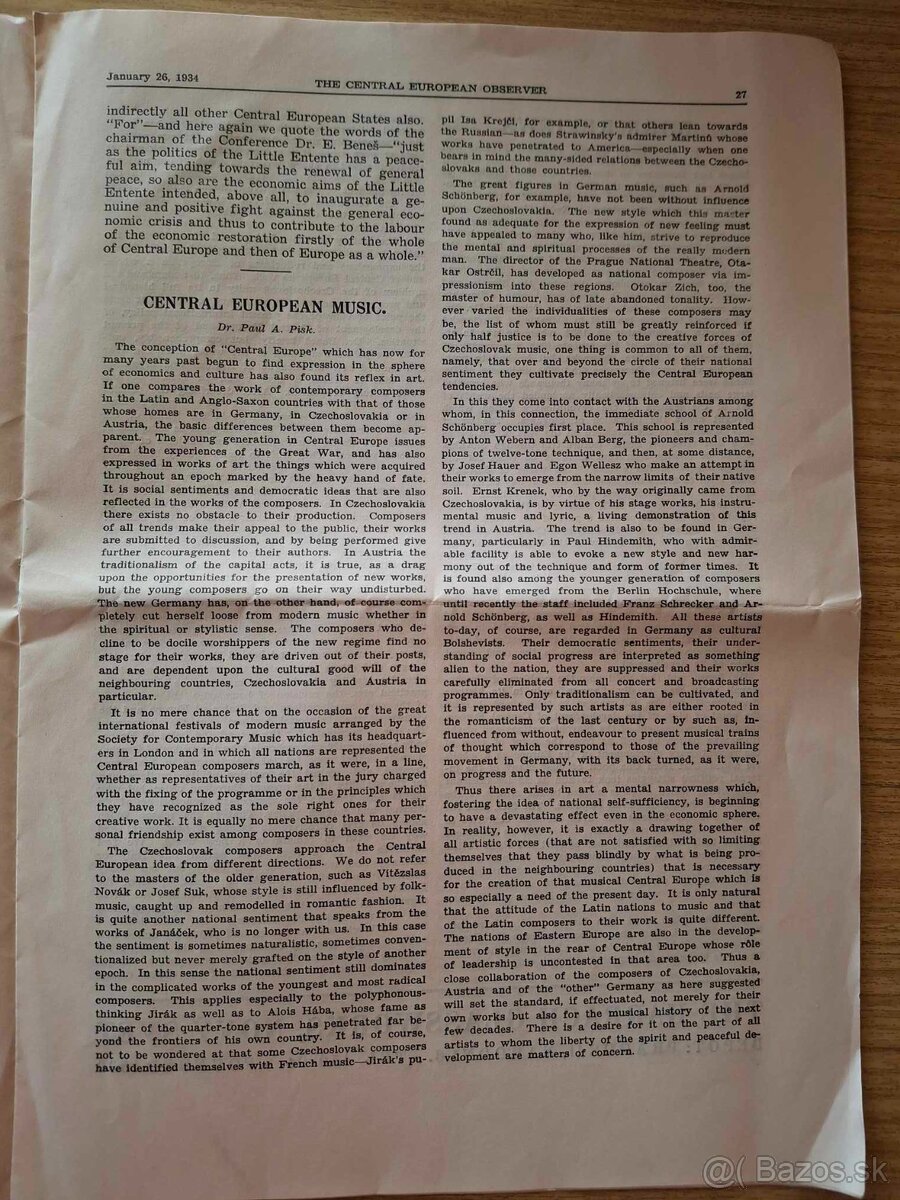 January 26, 1934
THE CENTRAL EUROPEAN OBSERVER
27
indirectly all other Central European States also.
"For"—and here again we quote the words of the
chairman of the Conference Dr. E. Beneš—"just
as the politics of the Little Entente has a peace-
ful aim, tending towards the renewal of general
peace, so also are the economic aims of the Little
Entente intended, above all, to inaugurate a ge-
nuine and positive fight against the general eco-
nomic crisis and thus to contribute to the labour
of the economic restoration firstly of the whole
of Central Europe and then of Europe as a whole."
CENTRAL EUROPEAN MUSIC.
Dr. Paul A. Pisk.
The conception of "Central Europe" which has now for
many years past begun to find expression in the sphere
of economics and culture has also found its reflex in art.
If one compares the work of contemporary composers
in the Latin and Anglo-Saxon countries with that of those
whose homes are in Germany, in Czechoslovakia or in
Austria, the basic differences between them become ap-
parent. The young generation in Central Europe issues
from the experiences of the Great War, and has also
expressed in works of art the things which were acquired
throughout an epoch marked by the heavy hand of fate.
It is social sentiments and democratic ideas that are also
reflected in the works of the composers. In Czechoslovakia
there exists no obstacle to their production. Composers
of all trends make their appeal to the public, their works
are submitted to discussion, and by being performed give
further encouragement to their authors. In Austria the
traditionalism of the capital acts, it is true, as a drag
upon the opportunities for the presentation of new works,
but the young composers go on their way undisturbed.
The new Germany has, on the other hand, of course com-
pletely cut herself loose from modern music whether in
the spiritual or stylistic sense. The composers who de-
cline to be docile worshippers of the new regime find no
stage for their works, they are driven out of their posts,
and are dependent upon the cultural good will of the
neighbouring countries, Czechoslovakia and Austria in
particular.
It is no mere chance that on the occasion of the great
international festivals of modern music arranged by the
Society for Contemporary Music which has its headquart-
ers in London and in which all nations are represented the
Central European composers march, as it were, in a line,
whether as representatives of their art in the jury charged
with the fixing of the programme or in the principles which
they have recognized as the sole right ones for their
creative work. It is equally no mere chance that many per-
sonal friendship exist among composers in these countries.
The Czechoslovak composers approach the Central
European idea from different directions. We do not refer
to the masters of the older generation, such as Vítězslas
Novák or Josef Suk, whose style is still influenced by folk-
music, caught up and remodelled in romantic fashion. It
is quite another national sentiment that speaks from the
works of Janáček, who is no longer with us. In this case
the sentiment is sometimes naturalistic, sometimes conven-
tionalized but never merely grafted on the style of another
epoch. In this sense the national sentiment still dominates
in the complicated works of the youngest and most radical
composers. This applies especially to the polyphonous-
thinking Jirák as well as to Alois Hába, whose fame as
pioneer of the quarter-tone system has penetrated far be-
yond the frontiers of his own country. It is, of course,
not to be wondered at that some Czechoslovak composers
have identified themselves with French music—Jirák's pu-
pil Isa Krejčí, for example, or that others lean towards
the Russian—as does Strawinsky's admirer Martinů whose
works have penetrated to America—especially when one
bears in mind the many-sided relations between the Czecho-
slovaks and those countries.
The great figures in German music, such as Arnold
Schönberg, for example, have not been without influence
upon Czechoslovakia. The new style which this master
found as adequate for the expression of new feeling must
have appealed to many who, like him, strive to reproduce
the mental and spiritual processes of the really modern
man. The director of the Prague National Theatre, Ota-
kar Ostrčil, has developed as national composer via im-
pressionism into these regions. Otokar Zich, too, the
master of humour, has of late abandoned tonality. How-
ever varied the individualities of these composers may
be, the list of whom must still be greatly reinforced if
only half justice is to be done to the creative forces of
Czechoslovak music, one thing is common to all of them,
namely, that over and beyond the circle of their national
sentiment they cultivate precisely the Central European
tendencies.
In this they come into contact with the Austrians among
whom, in this connection, the immediate school of Arnold
Schönberg occupies first place. This school is represented
by Anton Webern and Alban Berg, the pioneers and cham-
pions of twelve-tone technique, and then, at some distance,
by Josef Hauer and Egon Wellesz who make an attempt in
their works to emerge from the narrow limits of their native
soil. Ernst Krenek, who by the way originally came from
Czechoslovakia, is by virtue of his stage works, his instru-
mental music and lyric, a living demonstration of this
trend in Austria. The trend is also to be found in Ger-
many, particularly in Paul Hindemith, who with admir-
able facility is able to evoke a new style and new har-
mony out of the technique and form of former times. It
is found also among the younger generation of composers
who have emerged from the Berlin Hochschule, where
until recently the staff included Franz Schrecker and Ar-
nold Schönberg, as well as Hindemith. All these artists
to-day, of course, are regarded in Germany as cultural
Bolshevists. Their democratic sentiments, their under-
standing of social progress are interpreted as something
alien to the nation, they are suppressed and their works
carefully eliminated from all concert and broadcasting
programmes. Only traditionalism can be cultivated, and
it is represented by such artists as are either rooted in
the romanticism of the last century or by such as, in-
fluenced from without, endeavour to present musical trains
of thought which correspond to those of the prevailing
movement in Germany, with its back turned, as it were,
on progress and the future.
Thus there arises in art a mental narrowness which,
fostering the idea of national self-sufficiency, is beginning
to have a devastating effect even in the economic sphere.
In reality, however, it is exactly a drawing together of
all artistic forces (that are not satisfied with so limiting
themselves that they pass blindly by what is being pro-
duced in the neighbouring countries) that is necessary
for the creation of that musical Central Europe which is
so especially a need of the present day. It is only natural
that the attitude of the Latin nations to music and that
of the Latin composers to their work is quite different.
The nations of Eastern Europe are also in the develop-
ment of style in the rear of Central Europe whose rôle
of leadership is uncontested in that area too. Thus a
close collaboration of the composers of Czechoslovakia,
Austria and of the "other" Germany as here suggested
will set the standard, if effectuated, not merely for their
own works but also for the musical history of the next
few decades. There is a desire for it on the part of all
artists to whom the liberty of the spirit and peaceful de-
velopment are matters of concern.
@( Bazos.sk